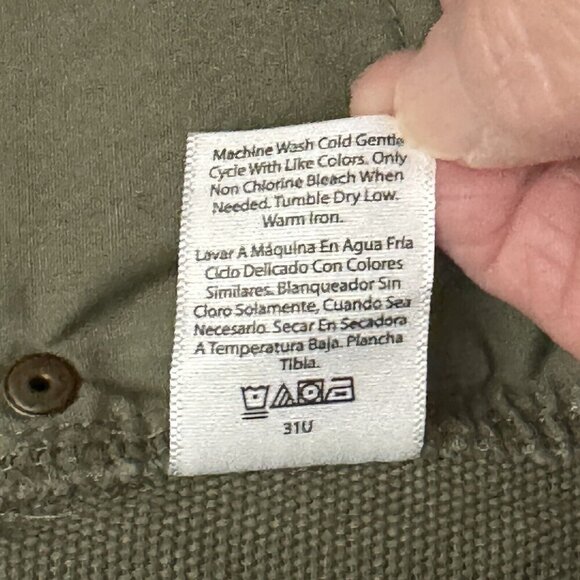 Machine Wash Cold Gentle
Cycle With Like Colors. Only
Non Chlorine Bleach When
Needed. Tumble Dry Low.
Warm Iron.
Lavar A Máquina En Agua Fría
Ciclo Delicado Con Colores
Similares. Blanqueador Sin
Cloro Solamente, Cuando Sea
Necesario. Secar En Secadora
A Temperatura Baja. Plancha
Tibia.
31U